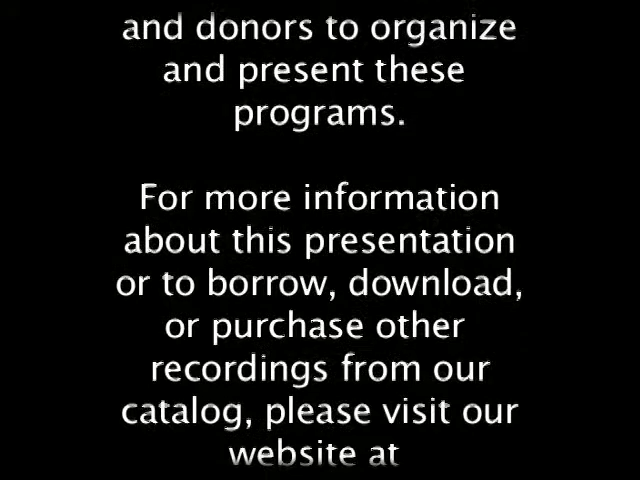 and donors to organize
and present these
programs.
For more information
about this presentation
or to borrow, download,
or purchase other
recordings from our
catalog, please visit our
website at